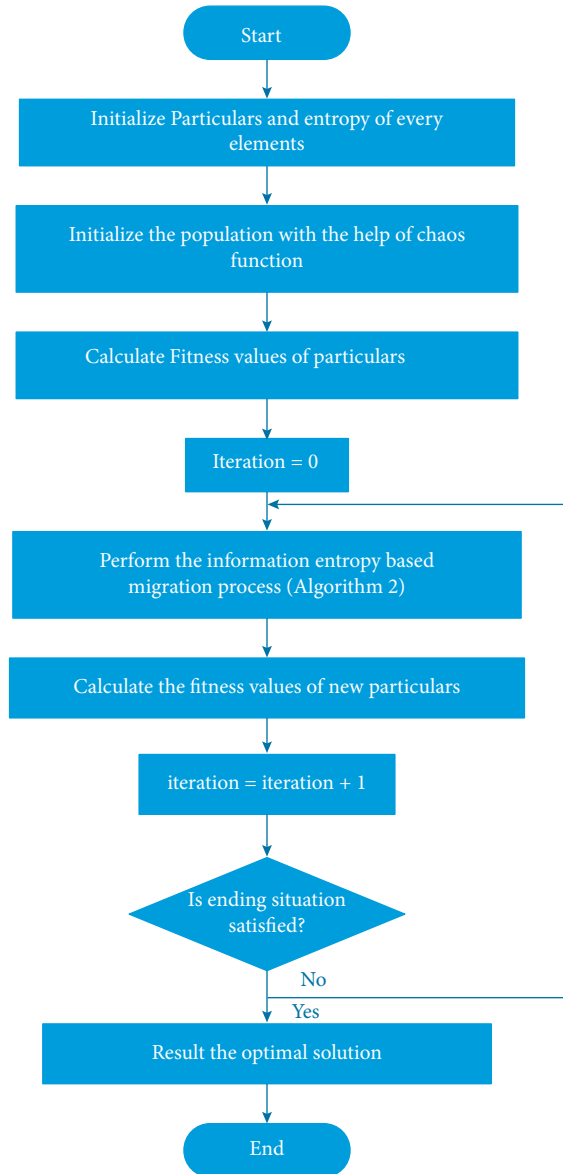 Start
Initialize Particulars and entropy of every
elements
Initialize the population with the help of chaos
function
Calculate Fitness values of particulars
Iteration = 0
Perform the information entropy based
migration process (Algorithm 2)
Calculate the fitness values of new particulars
iteration = iteration + 1
Is ending situation
satisfied?
No
Yes
Result the optimal solution
End